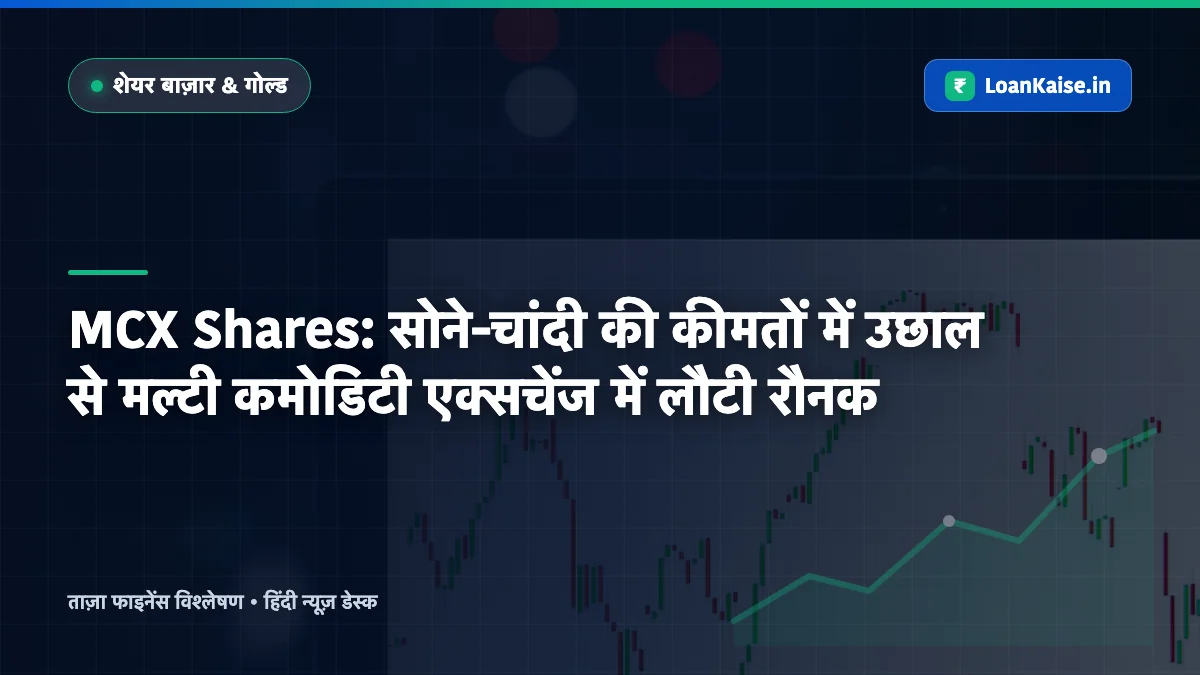 शेयर बाज़ार & गोल्ड
₹ LoanKaise.in
MCX Shares: सोने-चांदी की कीमतों में उछाल
से मल्टी कमोडिटी एक्सचेंज में लौटी रौनक
ताज़ा फाइनेंस विश्लेषण • हिंदी न्यूज़ डेस्क